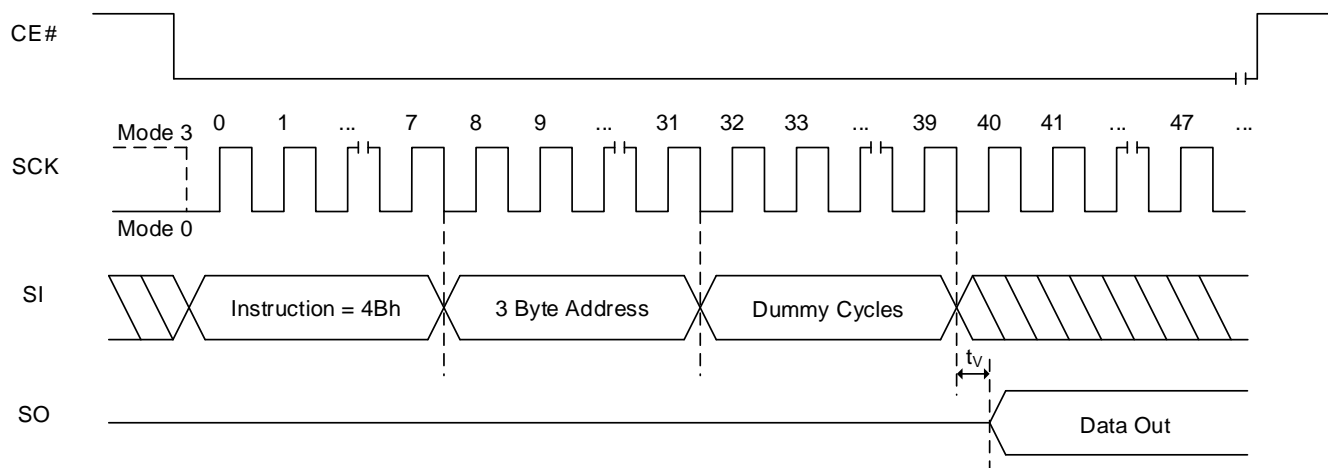 CE#
Mode 3 0 1 ... 7 8 9 ... 31 32 33 ... 39 40 41 ... 47 ...
SCK
Mode 0
SI Instruction = 4Bh 3 Byte Address Dummy Cycles
tV
SO Data Out